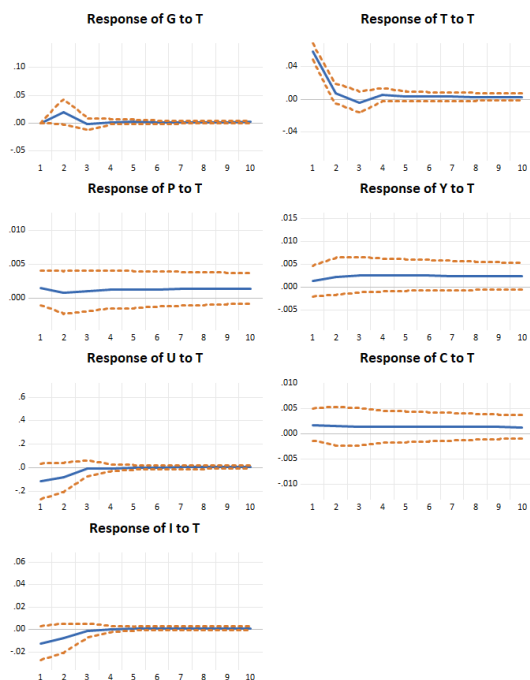 Response of G to T
.10
.05
.00
-.05
1 2 3 4 5 6 7 8 9 10
Response of T to T
.04
.00
-.04
1 2 3 4 5 6 7 8 9 10
Response of P to T
.010
.005
.000
1 2 3 4 5 6 7 8 9 10
Response of Y to T
.015
.010
.005
.000
-.005
1 2 3 4 5 6 7 8 9 10
Response of U to T
.6
.4
.2
.0
-.2
1 2 3 4 5 6 7 8 9 10
Response of C to T
.010
.005
.000
-.005
-.010
1 2 3 4 5 6 7 8 9 10
Response of I to T
.06
.04
.02
.00
-.02
1 2 3 4 5 6 7 8 9 10